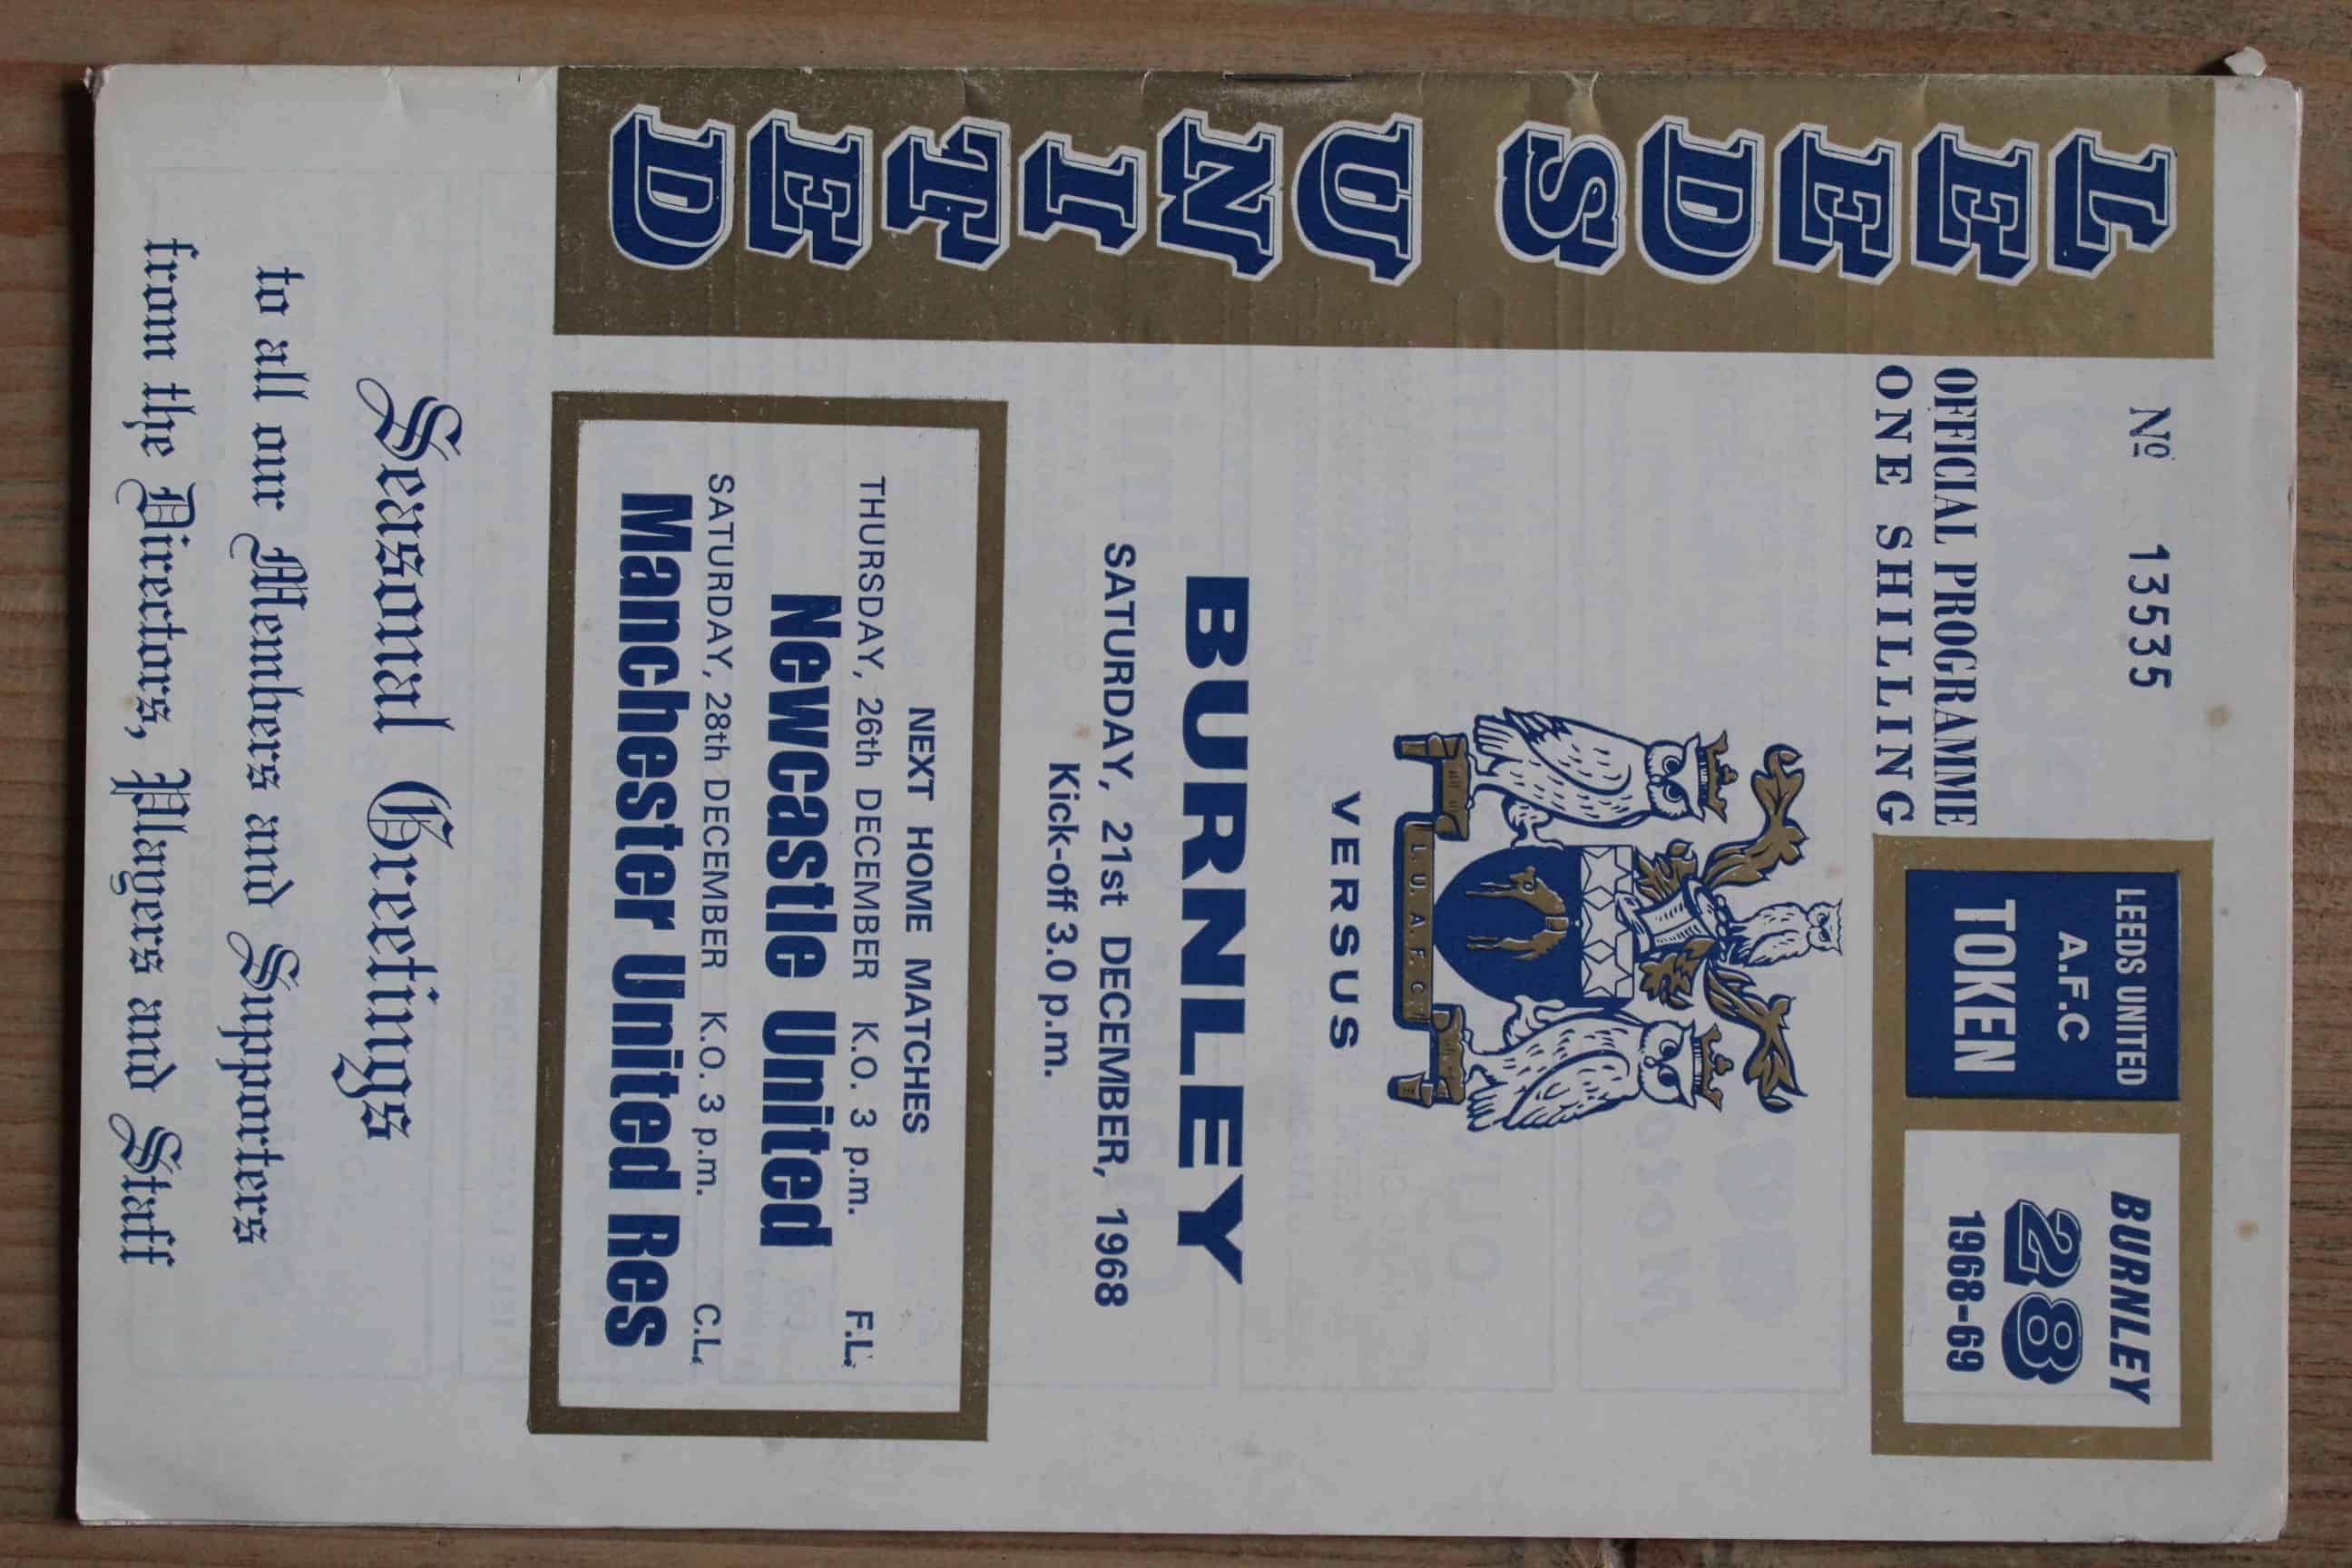 LEEDS UNITED
Nº 13535
OFFICIAL PROGRAMME
ONE SHILLING
LEEDS UNITED
A.F.C
TOKEN
BURNLEY
28
1968-69
L. U. A. F. C.
VERSUS
BURNLEY
SATURDAY, 21st DECEMBER, 1968
Kick-off 3.0 p.m.
NEXT HOME MATCHES
THURSDAY, 26th DECEMBER K.O. 3 p.m. F.L.
Newcastle United
SATURDAY, 28th DECEMBER K.O. 3 p.m. C.L.
Manchester United Res
Seasonal Greetings
to all our Members and Supporters
from the Directors, Players and Staff